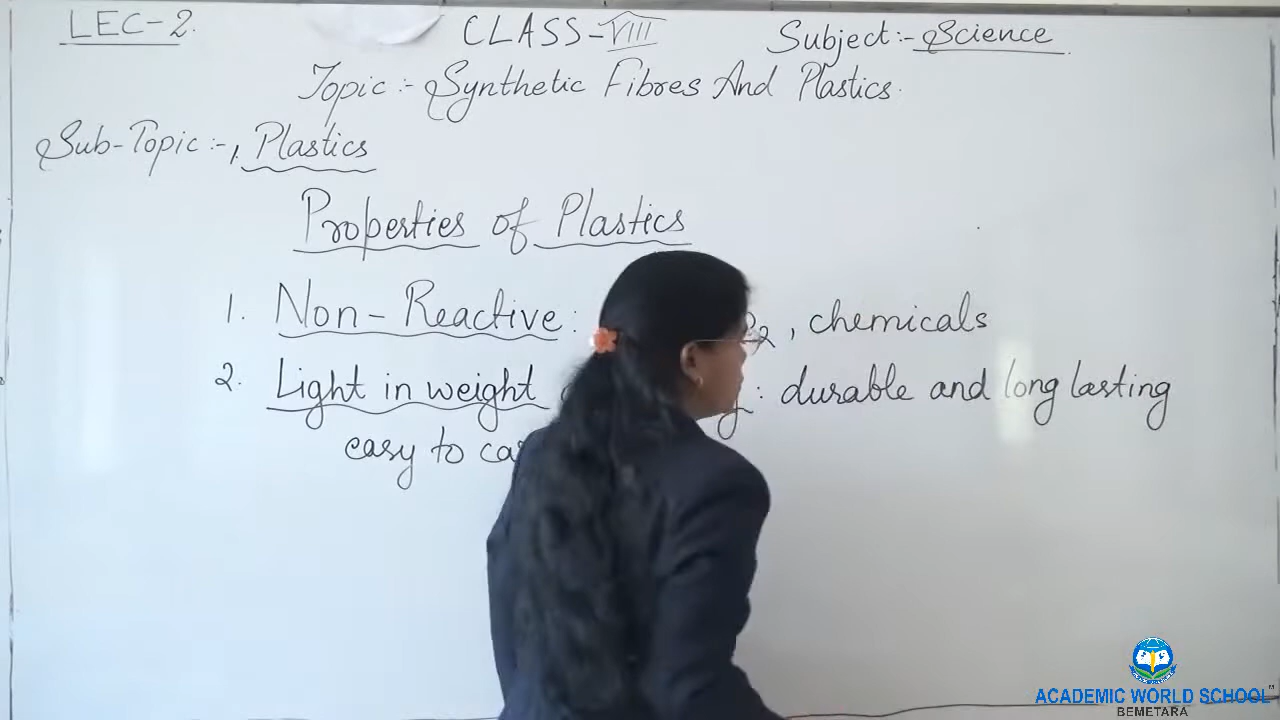 LEC-2.
CLASS-VIII
Subject:- Science
Topic:- Synthetic Fibres And Plastics.
Sub-Topic:- 1. Plastics
Properties of Plastics
1. Non-Reactive: , chemicals
2. Light in weight : durable and long lasting
easy to
ACADEMIC WORLD SCHOOL
BEMETARA